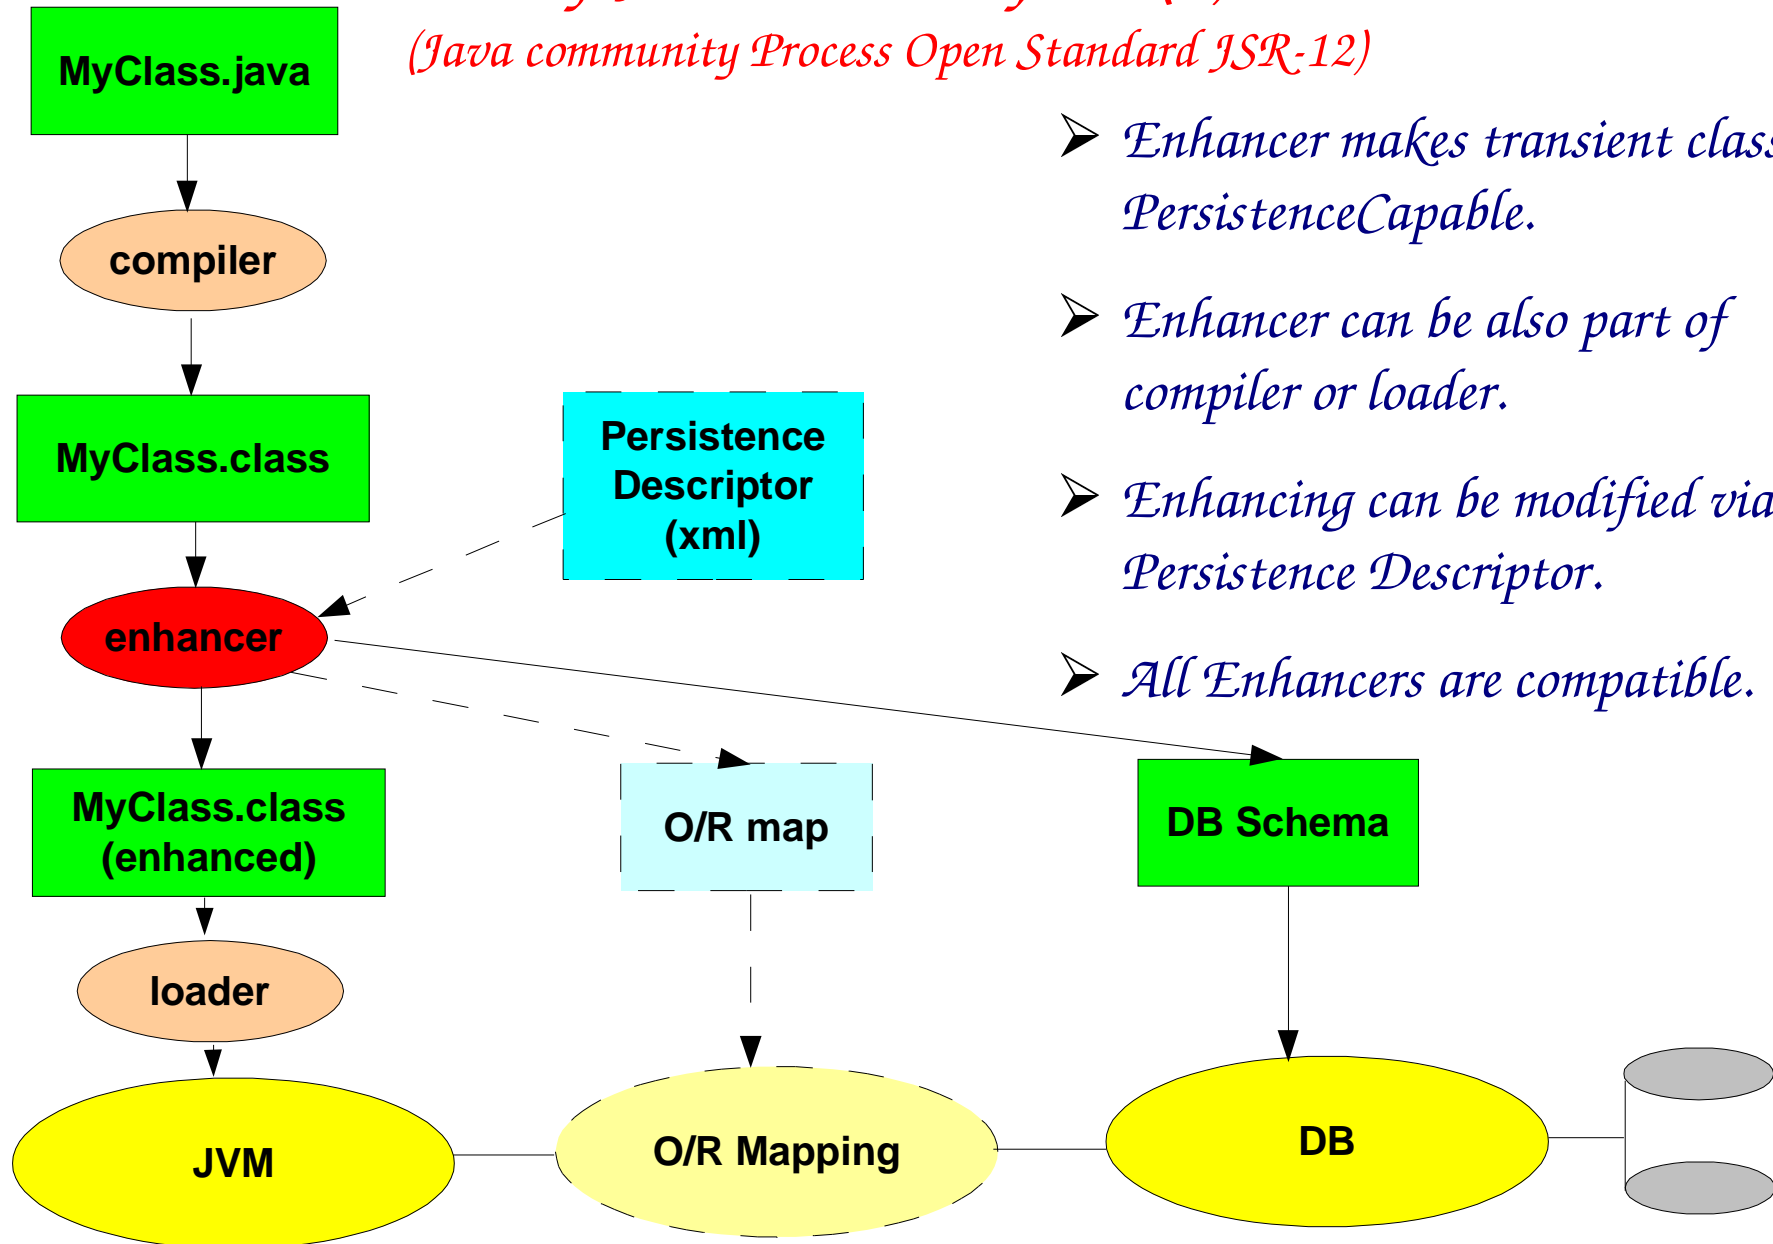 (Java community Process Open Standard JSR-12)
MyClass.java
compiler
MyClass.class
enhancer
MyClass.class
(enhanced)
loader
JVM
Persistence
Descriptor
(xml)
O/R map
O/R Mapping
DB Schema
DB
➢ Enhancer makes transient class
PersistenceCapable.
➢ Enhancer can be also part of
compiler or loader.
➢ Enhancing can be modified via
Persistence Descriptor.
➢ All Enhancers are compatible.